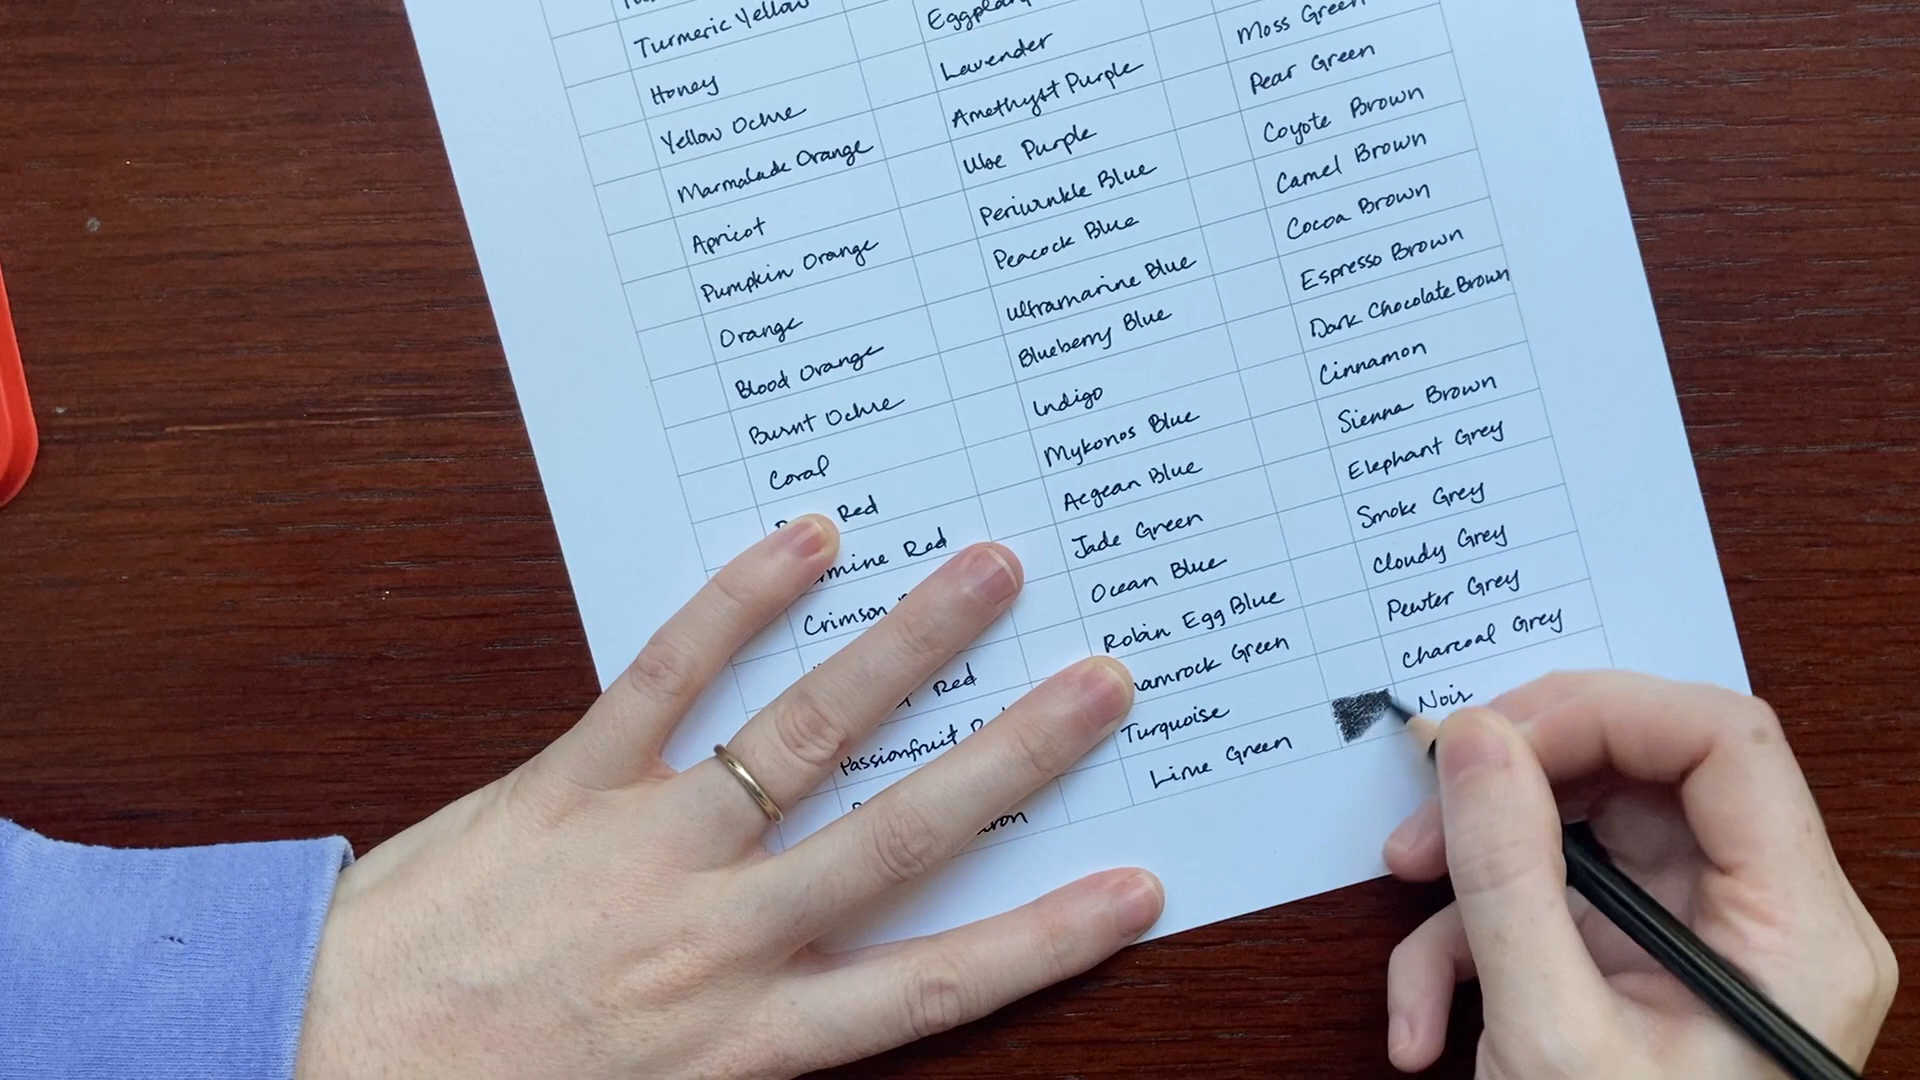 Turmeric Yellow
Honey
Yellow Ochre
Marmalade Orange
Apricot
Pumpkin Orange
Orange
Blood Orange
Burnt Ochre
Coral
Red
Red
Crimson
Red
Passionfruit
Lavender
Amethyst Purple
Ube Purple
Periwinkle Blue
Peacock Blue
Ultramarine Blue
Blueberry Blue
Indigo
Mykonos Blue
Aegean Blue
Jade Green
Ocean Blue
Robin Egg Blue
Green
Turquoise
Lime Green
Moss Green
Pear Green
Coyote Brown
Camel Brown
Cocoa Brown
Espresso Brown
Dark Chocolate Brown
Cinnamon
Sienna Brown
Elephant Grey
Smoke Grey
Cloudy Grey
Pewter Grey
Charcoal Grey
Noir